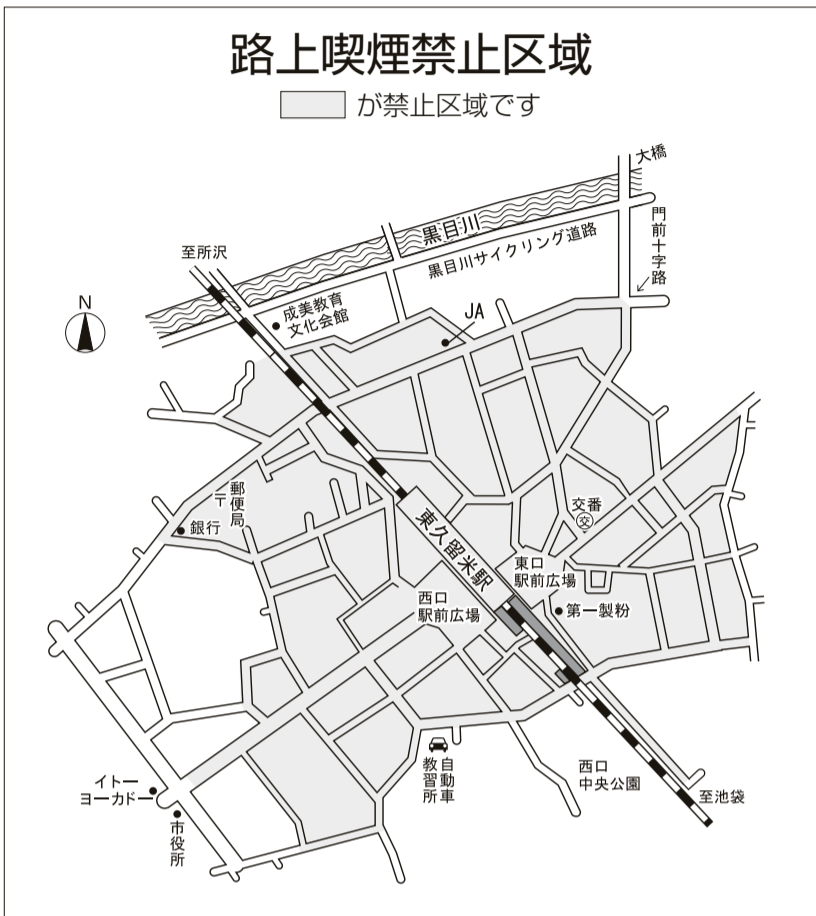 路上喫煙禁止区域
が禁止区域です
大橋
黒目川
門前十字路
黒目川サイクリング道路
至所沢
N
成美教育
文化会館
JA
郵便局
〒
銀行
交番
交
東久留米駅
東口
駅前広場
西口
駅前広場
第一製粉
自動車
教習所
西口
中央公園
至池袋
イトー
ヨーカドー
市役所